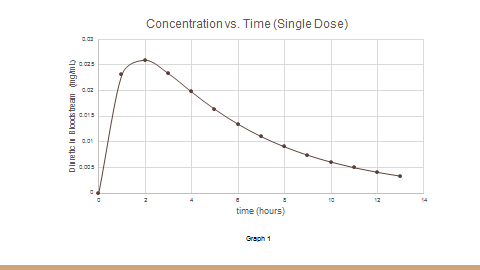 Concentration vs. Time (Single Dose)
Diuretic in Bloodstream (mg/mL)
0.03
0.025
0.02
0.015
0.01
0.005
0
0 2 4 6 8 10 12 14
time (hours)
Graph 1